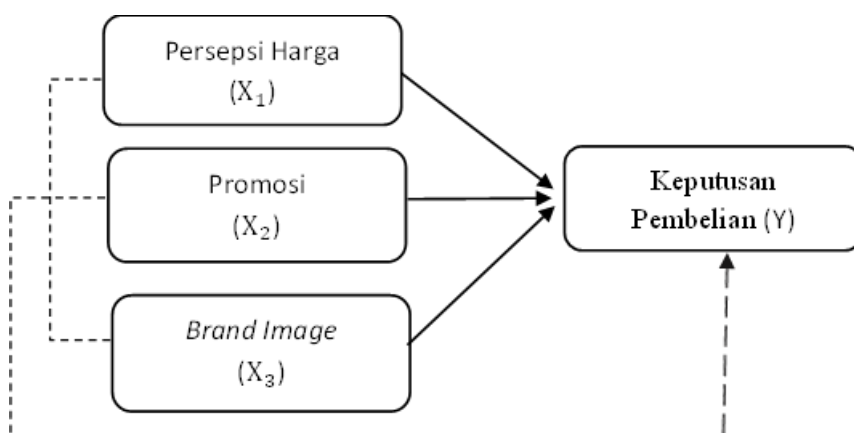 Persepsi Harga
(X₁)
Promosi
(X₂)
Brand Image
(X₃)
Keputusan
Pembelian (Y)